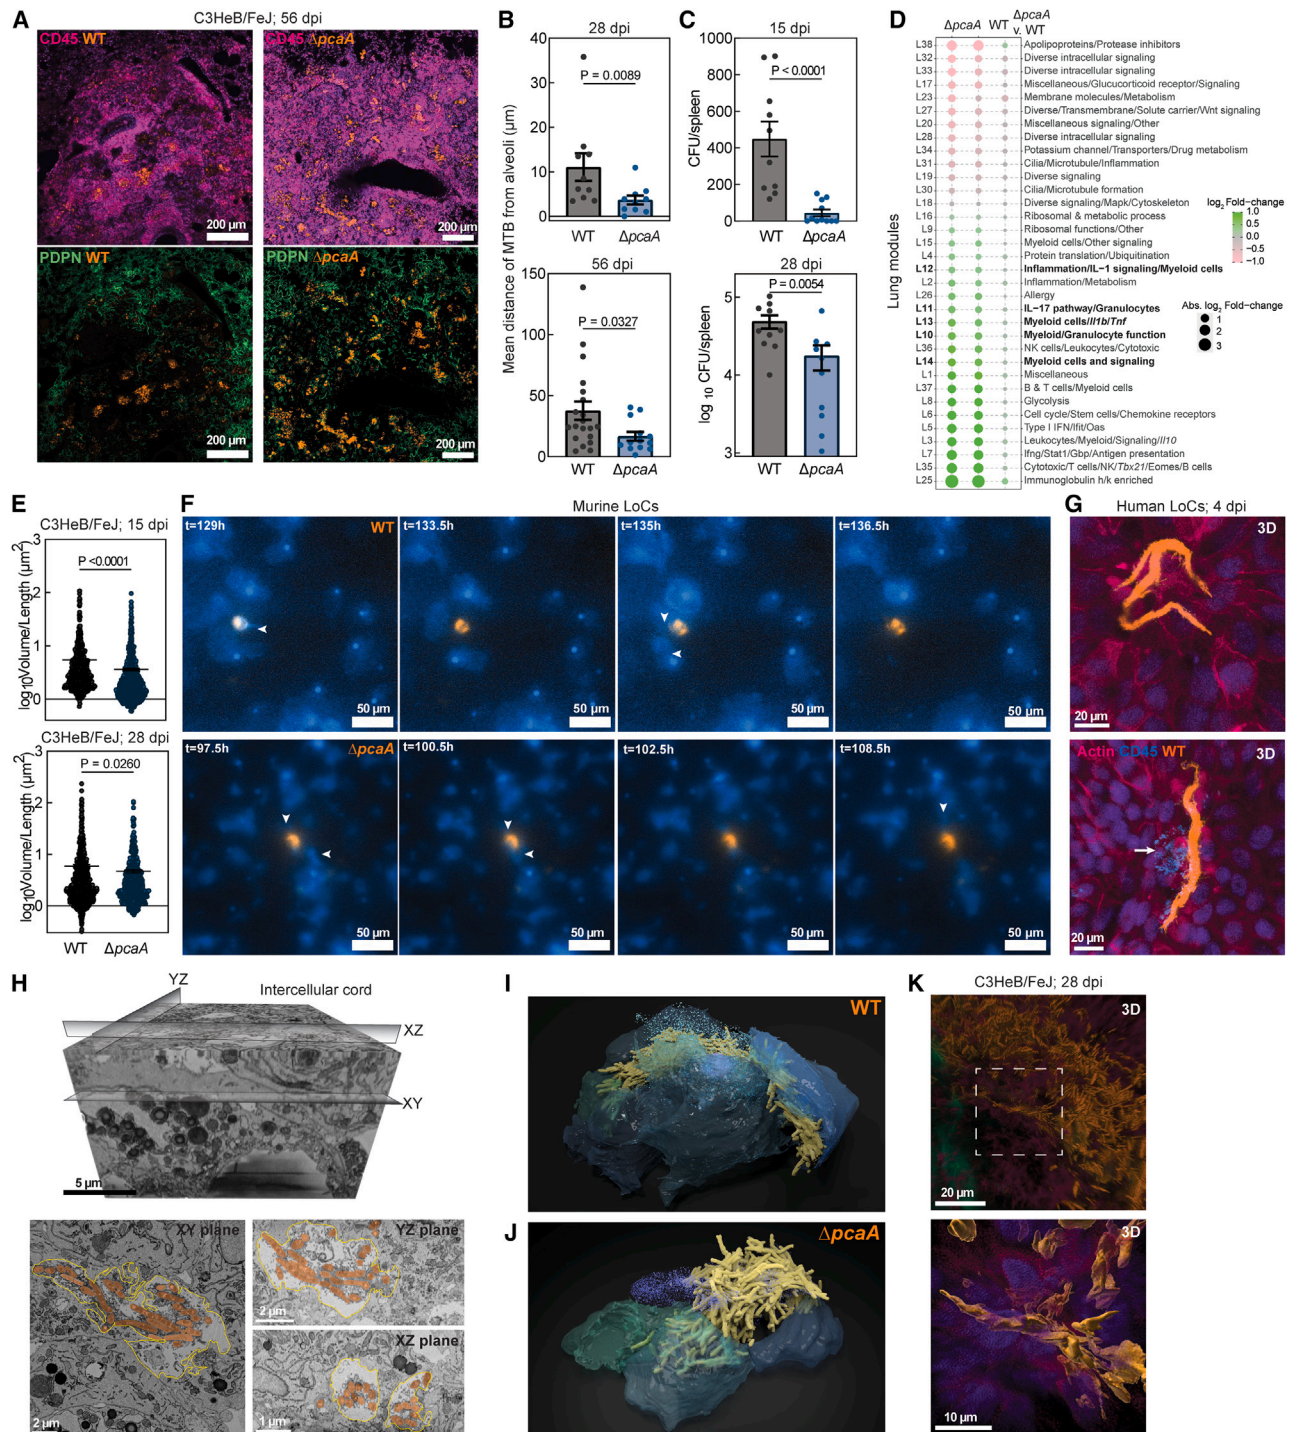 A
C3HeB/FeJ; 56 dpi
CD45 WT
CD45 ΔpcaA
200 µm
200 µm
PDPN WT
PDPN ΔpcaA
200 µm
200 µm
B
28 dpi
Mean distance of MTB from alveoli (µm)
40
30
20
10
0
P = 0.0089
WT
ΔpcaA
56 dpi
150
100
50
0
P = 0.0327
WT
ΔpcaA
C
15 dpi
CFU/spleen
1000
800
600
400
200
0
P < 0.0001
WT
ΔpcaA
28 dpi
log 10 CFU/spleen
5
4
3
P = 0.0054
WT
ΔpcaA
D
ΔpcaA WT ΔpcaA v. WT
Lung modules
L38 Apolipoproteins/Protease inhibitors
L32 Diverse intracellular signaling
L33 Diverse intracellular signaling
L17 Miscellaneous/Glucucorticoid receptor/Signaling
L23 Membrane molecules/Metabolism
L27 Diverse/Transmembrane/Solute carrier/Wnt signaling
L20 Miscellaneous signaling/Other
L28 Diverse intracellular signaling
L34 Potassium channel/Transporters/Drug metabolism
L31 Cilia/Microtubule/Inflammation
L19 Diverse signaling
L30 Cilia/Microtubule formation
L18 Diverse signaling/Mapk/Cytoskeleton
L16 Ribosomal & metabolic process
L9 Ribosomal functions/Other
L15 Myeloid cells/Other signaling
L4 Protein translation/Ubiquitination
L12 Inflammation/IL−1 signaling/Myeloid cells
L2 Inflammation/Metabolism
L26 Allergy
L11 IL−17 pathway/Granulocytes
L13 Myeloid cells/Il1b/Tnf
L10 Myeloid/Granulocyte function
L36 NK cells/Leukocytes/Cytotoxic
L14 Myeloid cells and signaling
L1 Miscellaneous
L37 B & T cells/Myeloid cells
L8 Glycolysis
L6 Cell cycle/Stem cells/Chemokine receptors
L5 Type I IFN/Ifit/Oas
L3 Leukocytes/Myeloid/Signaling/Il10
L7 Ifng/Stat1/Gbp/Antigen presentation
L35 Cytotoxic/T cells/NK/Tbx21/Eomes/B cells
L25 Immunoglobulin h/k enriched
log2 Fold−change
1.0
0.5
0.0
−0.5
−1.0
Abs. log2 Fold−change
1
2
3
E
C3HeB/FeJ; 15 dpi
log10Volume/Length (µm²)
3
2
1
0
P <0.0001
C3HeB/FeJ; 28 dpi
log10Volume/Length (µm²)
3
2
1
0
P = 0.0260
WT
ΔpcaA
F
Murine LoCs
t=129h
WT
50 µm
t=133.5h
50 µm
t=135h
50 µm
t=136.5h
50 µm
t=97.5h
ΔpcaA
50 µm
t=100.5h
50 µm
t=102.5h
50 µm
t=108.5h
50 µm
G
Human LoCs; 4 dpi
3D
20 µm
Actin CD45 WT
3D
20 µm
H
Intercellular cord
YZ
XZ
XY
5 µm
XY plane
2 µm
YZ plane
2 µm
XZ plane
1 µm
I
WT
J
ΔpcaA
K
C3HeB/FeJ; 28 dpi
3D
20 µm
3D
10 µm